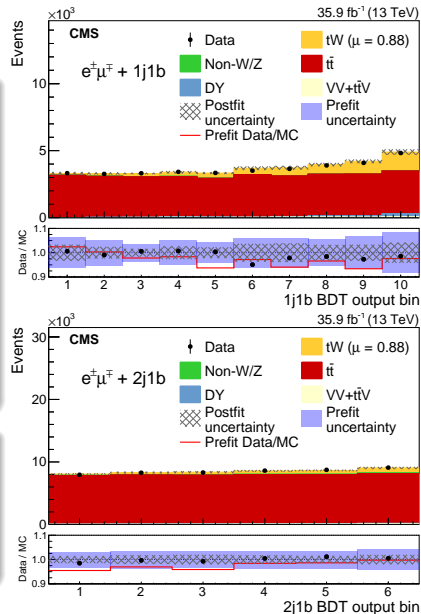 35.9 fb⁻¹ (13 TeV)
×10³
Events
CMS
Data
tW (μ = 0.88)
e±μ∓ + 1j1b
Non-W/Z
tt̄
DY
VV+tt̄V
Postfit uncertainty
Prefit uncertainty
Prefit Data/MC
15
10
5
0
Data / MC
1.1
1.0
0.9
1 2 3 4 5 6 7 8 9 10
1j1b BDT output bin
35.9 fb⁻¹ (13 TeV)
×10³
Events
CMS
Data
tW (μ = 0.88)
e±μ∓ + 2j1b
Non-W/Z
tt̄
DY
VV+tt̄V
Postfit uncertainty
Prefit uncertainty
Prefit Data/MC
30
20
10
0
Data / MC
1.1
1.0
0.9
1 2 3 4 5 6
2j1b BDT output bin